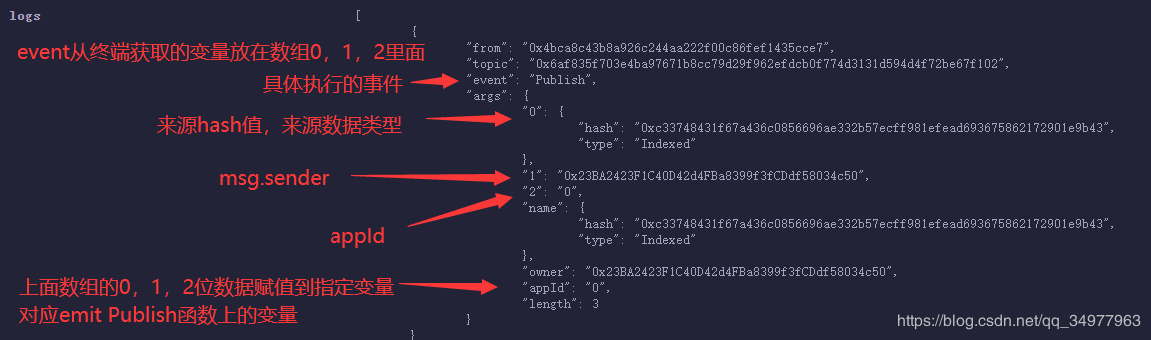 logs [
{
event从终端获取的变量放在数组0，1，2里面
"from": "0x4bca8c43b8a926c244aa222f00c86fef1435cce7",
"topic": "0x6af835f703e4ba97671b8cc79d29f962efdcb0f774d3131d594d4f72be67f102",
具体执行的事件
"event": "Publish",
"args": {
来源hash值，来源数据类型
"0": {
"hash": "0xc33748431f67a436c0856696ae332b57ecff981efead693675862172901e9b43",
"type": "Indexed"
},
msg.sender
"1": "0x23BA2423F1C40D42d4FBa8399f3fCDdf58034c50",
"2": "0",
appId
"name": {
"hash": "0xc33748431f67a436c0856696ae332b57ecff981efead693675862172901e9b43",
"type": "Indexed"
},
"owner": "0x23BA2423F1C40D42d4FBa8399f3fCDdf58034c50",
上面数组的0，1，2位数据赋值到指定变量
"appId": "0",
"length": 3
对应emit Publish函数上的变量
}
}
https://blog.csdn.net/qq_34977963